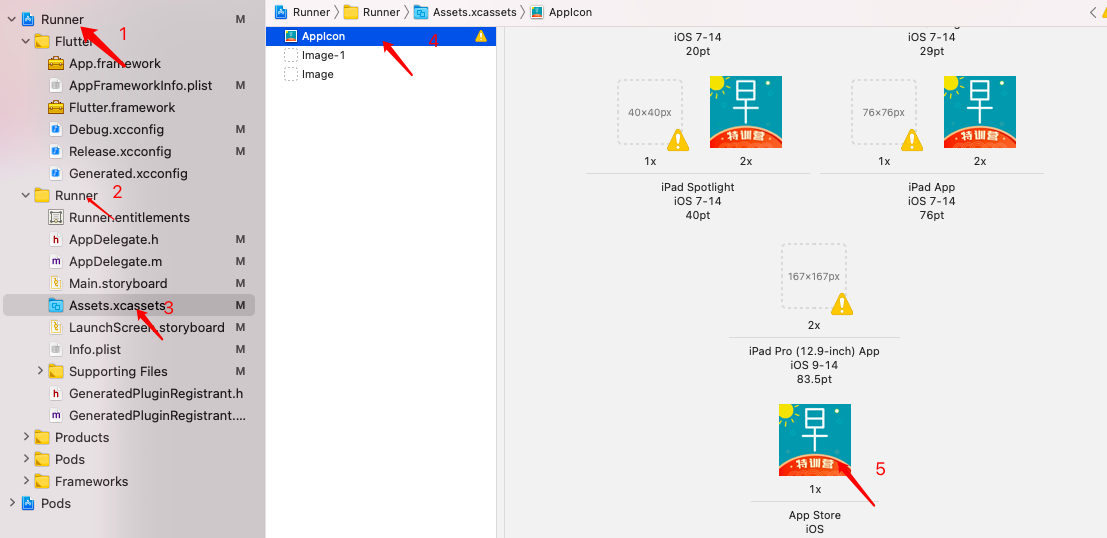 Runner M
1
Flutter
App.framework
AppFrameworkInfo.plist M
Flutter.framework
Debug.xcconfig M
Release.xcconfig M
Generated.xcconfig
Runner
2
Runner.entitlements
AppDelegate.h M
AppDelegate.m M
Main.storyboard M
Assets.xcassets M
3
LaunchScreen.storyboard M
Info.plist M
Supporting Files M
GeneratedPluginRegistrant.h
GeneratedPluginRegistrant....
Products
Pods
Frameworks
Pods
Runner Runner Assets.xcassets AppIcon
AppIcon
4
Image-1
Image
iOS 7-14
20pt
iOS 7-14
29pt
40×40px
早
特训营
1x 2x
iPad Spotlight
iOS 7-14
40pt
76×76px
早
特训营
1x 2x
iPad App
iOS 7-14
76pt
167×167px
2x
iPad Pro (12.9-inch) App
iOS 9-14
83.5pt
早
特训营
5
1x
App Store
iOS